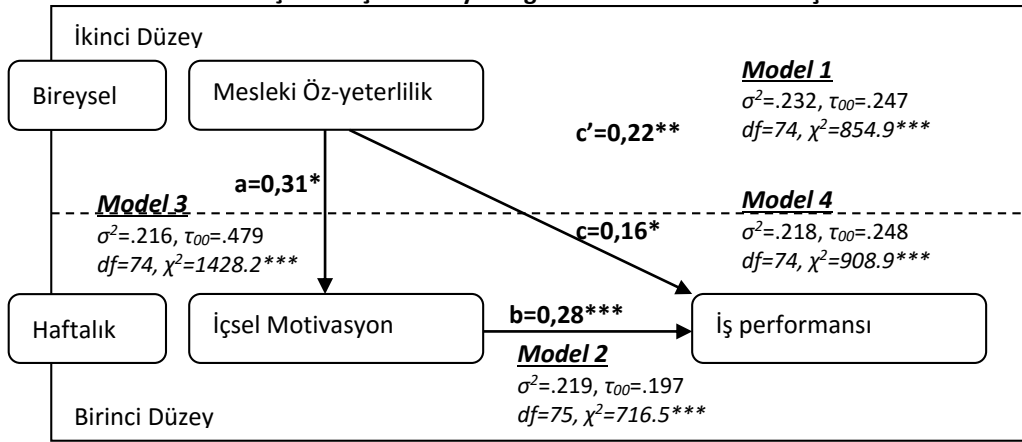 İkinci Düzey
Bireysel
Mesleki Öz-yeterlilik
Model 1
σ²=.232, τ₀₀=.247
df=74, χ²=854.9***
c'=0,22**
a=0,31*
Model 3
σ²=.216, τ₀₀=.479
df=74, χ²=1428.2***
Model 4
σ²=.218, τ₀₀=.248
df=74, χ²=908.9***
c=0,16*
Haftalık
İçsel Motivasyon
b=0,28***
İş performansı
Model 2
σ²=.219, τ₀₀=.197
df=75, χ²=716.5***
Birinci Düzey